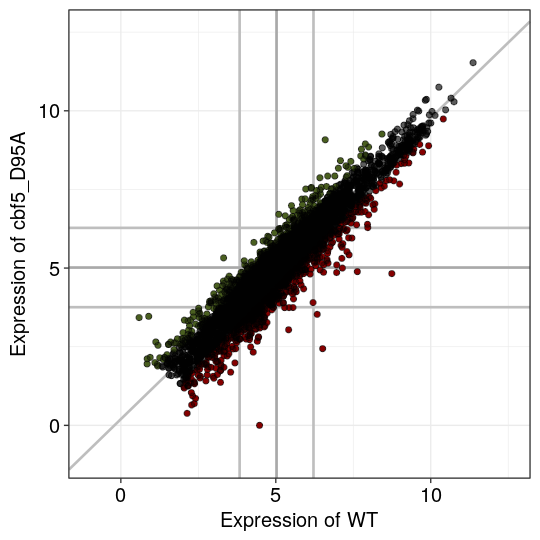 Expression of cbf5_D95A
10
5
0
0 5 10
Expression of WT